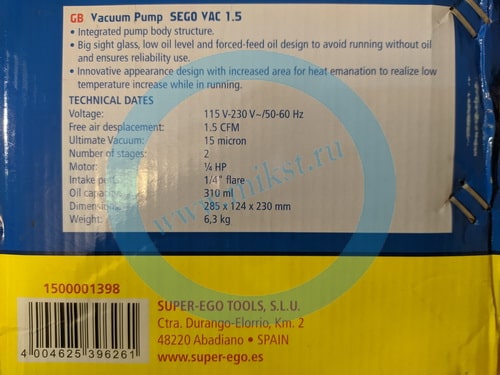 GB Vacuum Pump SEGO VAC 1.5
• Integrated pump body structure.
• Big sight glass, low oil level and forced-feed oil design to avoid running without oil
and ensures reliability use.
• Innovative appearance design with increased area for heat emanation to realize low
temperature increase while in running.
TECHNICAL DATES
Voltage: 115 V-230 V~/50-60 Hz
Free air desplacement: 1.5 CFM
Ultimate Vacuum: 15 micron
Number of stages: 2
Motor: ¼ HP
Intake 1/4" flare
Oil 310 ml
285 x 124 x 230 mm
Weight: 6,3 kg
www.mikst.ru
1500001398
4 004625 396261
SUPER-EGO TOOLS, S.L.U.
Ctra. Durango-Elorrio, Km. 2
48220 Abadiano • SPAIN
www.super-ego.es